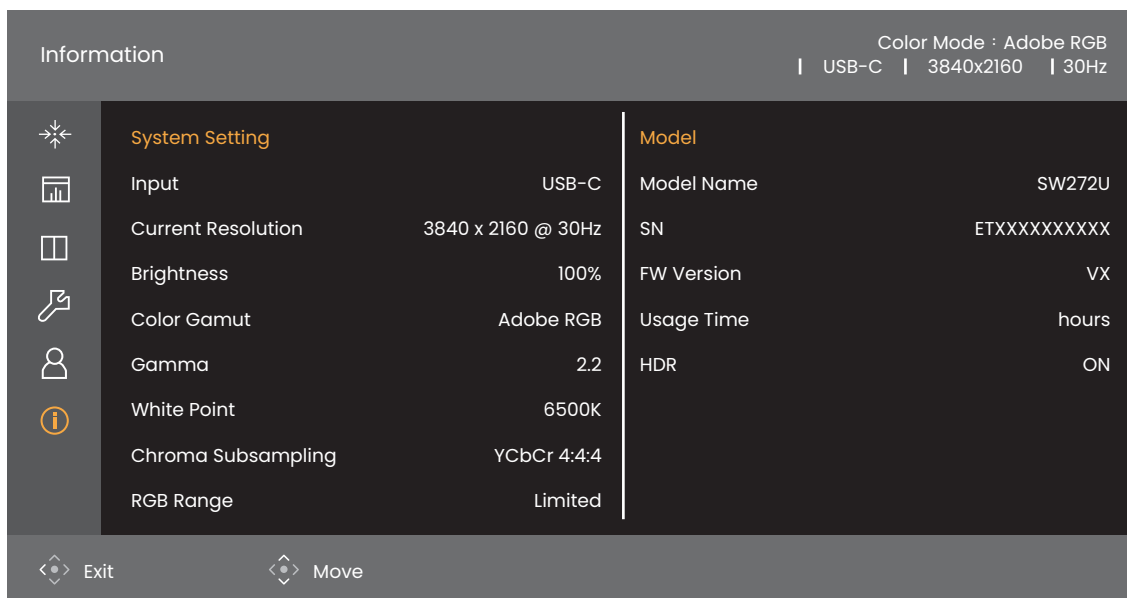 Information
Color Mode : Adobe RGB
| USB-C | 3840x2160 | 30Hz
System Setting
Input USB-C
Current Resolution 3840 x 2160 @ 30Hz
Brightness 100%
Color Gamut Adobe RGB
Gamma 2.2
White Point 6500K
Chroma Subsampling YCbCr 4:4:4
RGB Range Limited
Model
Model Name SW272U
SN ETXXXXXXXXXX
FW Version VX
Usage Time hours
HDR ON
Exit Move